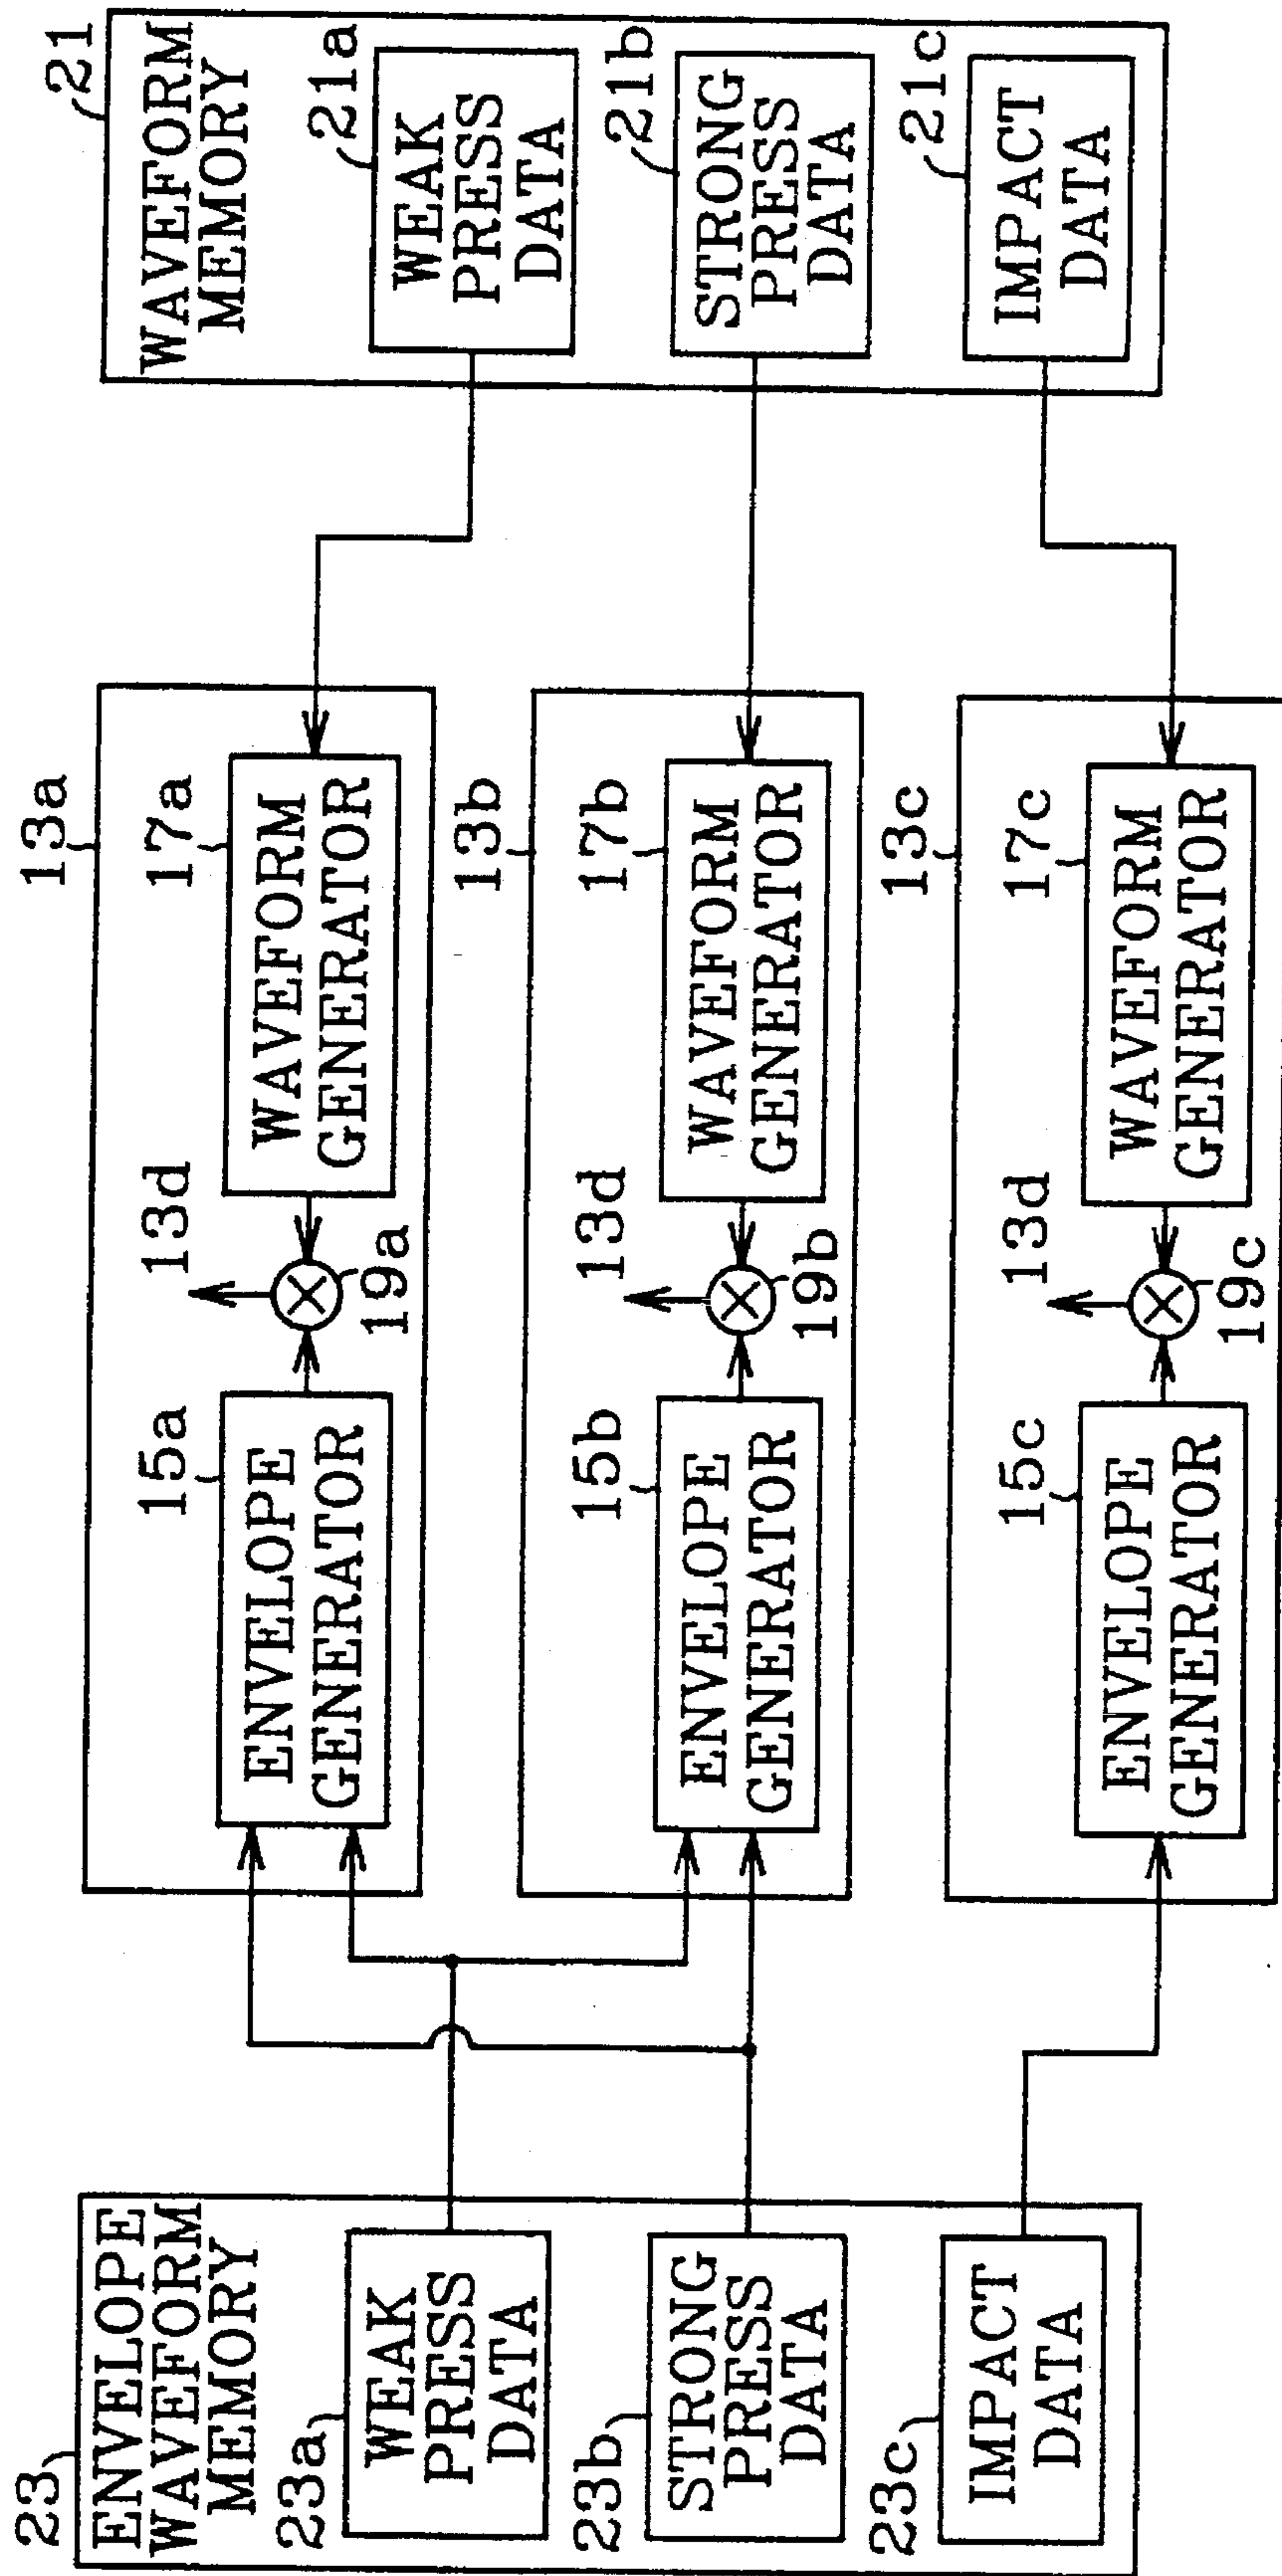 23
ENVELOPE
WAVEFORM
MEMORY
23a
WEAK
PRESS
DATA
23b
STRONG
PRESS
DATA
23c
IMPACT
DATA
13a
15a
ENVELOPE
GENERATOR
13d
19a
17a
WAVEFORM
GENERATOR
13b
15b
ENVELOPE
GENERATOR
13d
19b
17b
WAVEFORM
GENERATOR
13c
15c
ENVELOPE
GENERATOR
13d
19c
17c
WAVEFORM
GENERATOR
21
WAVEFORM
MEMORY
21a
WEAK
PRESS
DATA
21b
STRONG
PRESS
DATA
21c
IMPACT
DATA